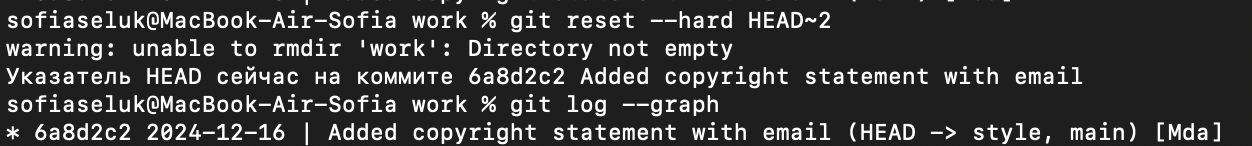 sofiaseluk@MacBook-Air-Sofia work % git reset --hard HEAD~2
warning: unable to rmdir 'work': Directory not empty
Указатель HEAD сейчас на коммите 6a8d2c2 Added copyright statement with email
sofiaseluk@MacBook-Air-Sofia work % git log --graph
* 6a8d2c2 2024-12-16 | Added copyright statement with email (HEAD -> style, main) [Mda]